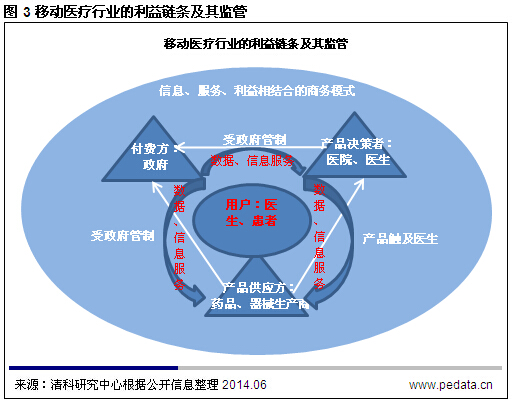 图 3 移动医疗行业的利益链条及其监管
移动医疗行业的利益链条及其监管
信息、服务、利益相结合的商务模式
付费方：
政府
受政府管制
数据、信息服务
产品决策者：
医院、医生
用户：医
生、患者
数据、信息服务
数据、信息服务
受政府管制
产品触及医生
产品供应方：
药品、器械生产商
来源：清科研究中心根据公开信息整理 2014.06
www.pedata.cn